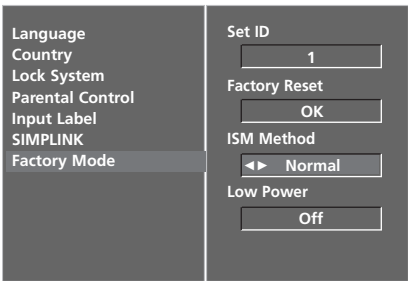 Language
Country
Lock System
Parental Control
Input Label
SIMPLINK
Factory Mode
Set ID
1
Factory Reset
OK
ISM Method
◄► Normal
Low Power
Off